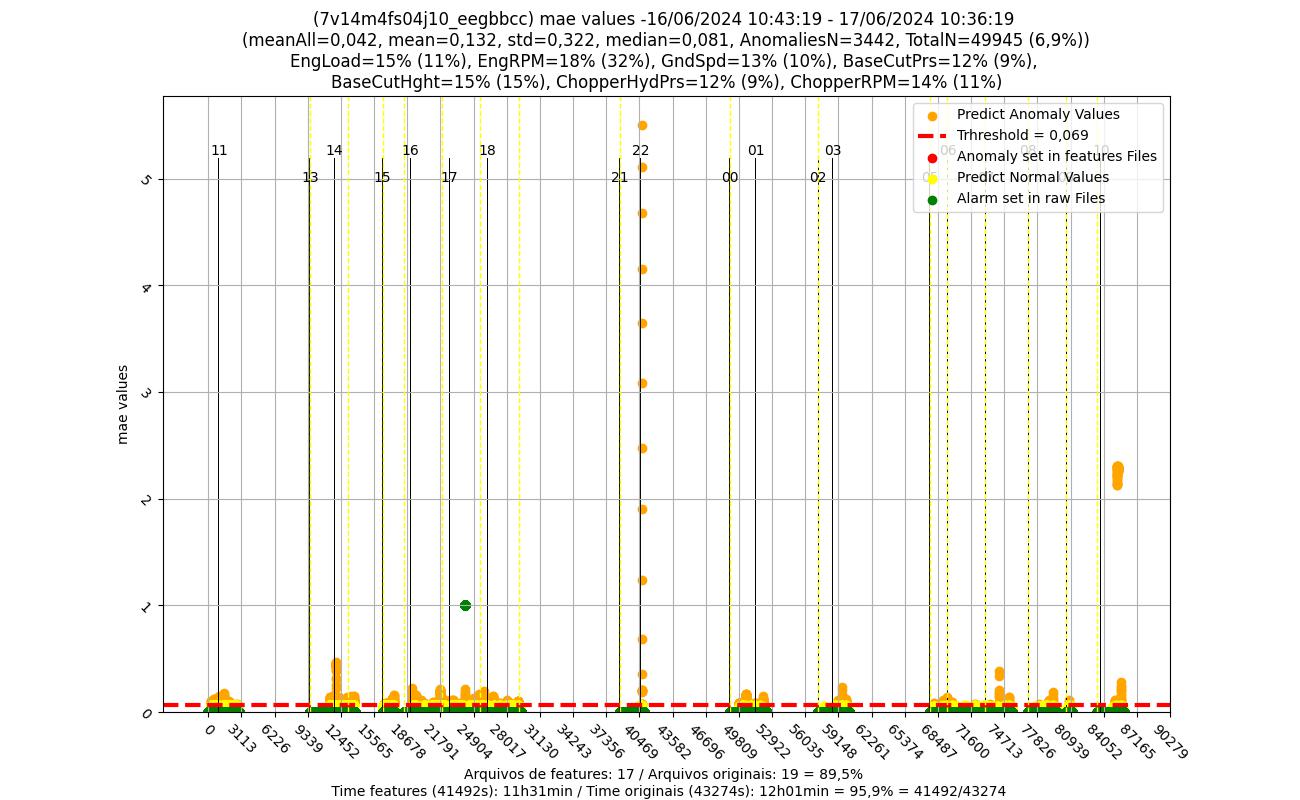 (7v14m4fs04j10_eegbbcc) mae values -16/06/2024 10:43:19 - 17/06/2024 10:36:19
(meanAll=0,042, mean=0,132, std=0,322, median=0,081, AnomaliesN=3442, TotalN=49945 (6,9%))
EngLoad=15% (11%), EngRPM=18% (32%), GndSpd=13% (10%), BaseCutPrs=12% (9%),
BaseCutHght=15% (15%), ChopperHydPrs=12% (9%), ChopperRPM=14% (11%)
Predict Anomaly Values
Trhreshold = 0,069
Anomaly set in features Files
Predict Normal Values
Alarm set in raw Files
11 14 16 18 22 01 03 06 08 10
13 15 17 21 00 02
5
4
3
2
1
0
mae values
0 3113 6226 9339 12452 15565 18678 21791 24904 28017 31130 34243 37356 40469 43582 46696 49809 52922 56035 59148 62261 65374 68487 71600 74713 77826 80939 84052 87165 90279
Arquivos de features: 17 / Arquivos originais: 19 = 89,5%
Time features (41492s): 11h31min / Time originais (43274s): 12h01min = 95,9% = 41492/43274